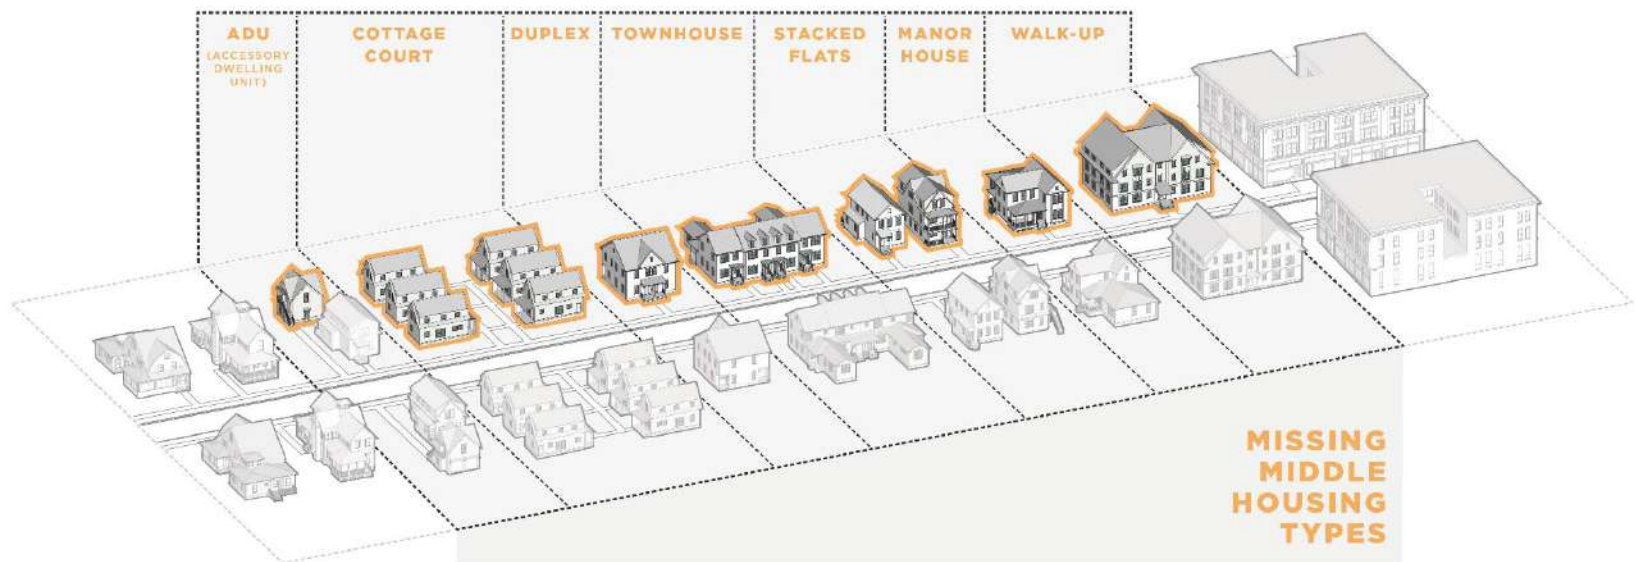 ADU
(ACCESSORY
DWELLING
UNIT)
COTTAGE
COURT
DUPLEX
TOWNHOUSE
STACKED
FLATS
MANOR
HOUSE
WALK-UP
MISSING
MIDDLE
HOUSING
TYPES